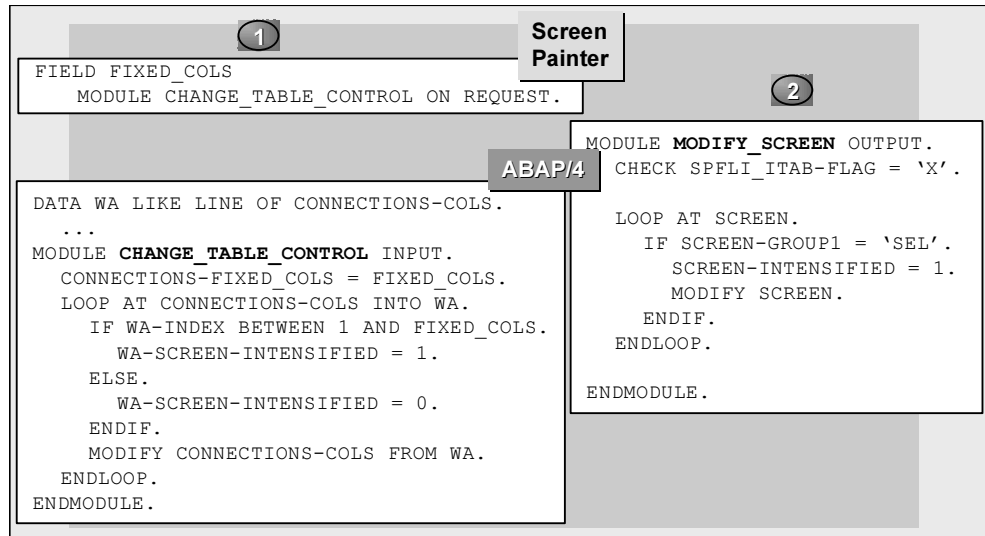 1
Screen
Painter
FIELD FIXED_COLS
MODULE CHANGE_TABLE_CONTROL ON REQUEST.
2
ABAP/4
DATA WA LIKE LINE OF CONNECTIONS-COLS.
...
MODULE CHANGE_TABLE_CONTROL INPUT.
CONNECTIONS-FIXED_COLS = FIXED_COLS.
LOOP AT CONNECTIONS-COLS INTO WA.
IF WA-INDEX BETWEEN 1 AND FIXED_COLS.
WA-SCREEN-INTENSIFIED = 1.
ELSE.
WA-SCREEN-INTENSIFIED = 0.
ENDIF.
MODIFY CONNECTIONS-COLS FROM WA.
ENDLOOP.
ENDMODULE.
MODULE MODIFY_SCREEN OUTPUT.
CHECK SPFLI_ITAB-FLAG = ‘X’.
LOOP AT SCREEN.
IF SCREEN-GROUP1 = ‘SEL’.
SCREEN-INTENSIFIED = 1.
MODIFY SCREEN.
ENDIF.
ENDLOOP.
ENDMODULE.